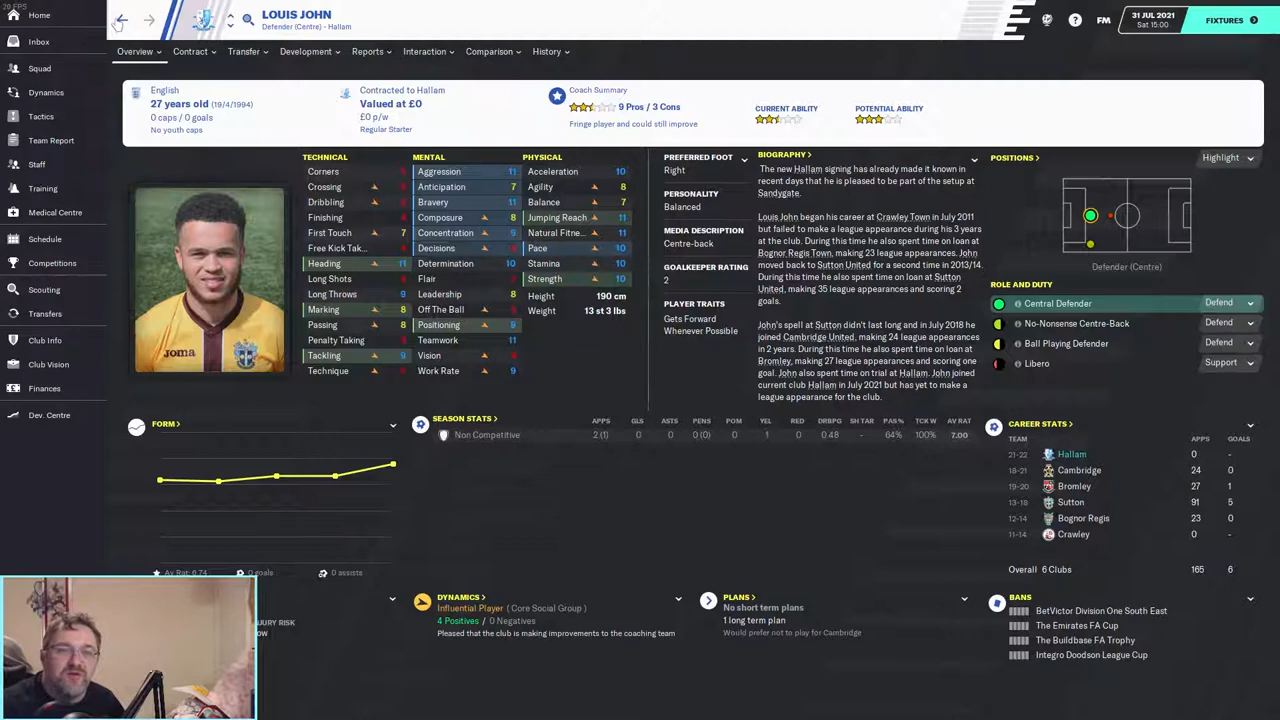 20 FPS
Home
Inbox
Squad
Dynamics
Tactics
Team Report
Staff
Training
Medical Centre
Schedule
Competitions
Scouting
Transfers
Club Info
Club Vision
Finances
Dev. Centre
LOUIS JOHN
Defender (Centre) - Hallam
FM
31 JUL 2021
Sat 15:00
FIXTURES
Overview Contract Transfer Development Reports Interaction Comparison History
English
27 years old (19/4/1994)
0 caps / 0 goals
No youth caps
Contracted to Hallam
Valued at £0
£0 p/w
Regular Starter
Coach Summary
9 Pros / 3 Cons
Fringe player and could still improve
CURRENT ABILITY
POTENTIAL ABILITY
joma
TECHNICAL
Corners
Crossing
Dribbling
Finishing
First Touch 7
Free Kick Tak...
Heading 11
Long Shots
Long Throws 9
Marking 8
Passing 8
Penalty Taking
Tackling 9
Technique
MENTAL
Aggression 11
Anticipation 7
Bravery 11
Composure 8
Concentration 9
Decisions
Determination 10
Flair
Leadership 8
Off The Ball
Positioning 9
Teamwork 11
Vision
Work Rate 9
PHYSICAL
Acceleration 10
Agility 8
Balance 7
Jumping Reach 11
Natural Fitne... 11
Pace 10
Stamina 10
Strength 10
Height 190 cm
Weight 13 st 3 lbs
PREFERRED FOOT
Right
PERSONALITY
Balanced
MEDIA DESCRIPTION
Centre-back
GOALKEEPER RATING
2
PLAYER TRAITS
Gets Forward
Whenever Possible
BIOGRAPHY >
The new Hallam signing has already made it known in
recent days that he is pleased to be part of the setup at
Sandygate.
Louis John began his career at Crawley Town in July 2011
but failed to make a league appearance during his 3 years
at the club. During this time he also spent time on loan at
Bognor Regis Town, making 23 league appearances. John
moved back to Sutton United for a second time in 2013/14.
During this time he also spent time on loan at Sutton
United, making 35 league appearances and scoring 2
goals.
John's spell at Sutton didn't last long and in July 2018 he
joined Cambridge United, making 24 league appearances
in 2 years. During this time he also spent time on loan at
Bromley, making 27 league appearances and scoring one
goal. John also spent time on trial at Hallam. John joined
current club Hallam in July 2021 but has yet to make a
league appearance for the club.
POSITIONS >
Highlight
Defender (Centre)
ROLE AND DUTY
Central Defender Defend
No-Nonsense Centre-Back Defend
Ball Playing Defender Defend
Libero Support
FORM >
Av Rat: 6.74 0 goals 0 assists
SEASON STATS > APPS GLS ASTS PENS POM YEL RED DRBPG SH TAR PAS% TCK W AV RAT
Non Competitive 2 (1) 0 0 0 (0) 0 1 0 0.48 - 64% 100% 7.00
CAREER STATS >
TEAM APPS GOALS
21-22 Hallam 0 -
18-21 Cambridge 24 0
19-20 Bromley 27 1
13-18 Sutton 91 5
12-14 Bognor Regis 23 0
11-14 Crawley 0 -
Overall 6 Clubs 165 6
DYNAMICS >
Influential Player (Core Social Group)
4 Positives / 0 Negatives
Pleased that the club is making improvements to the coaching team
PLANS >
No short term plans
1 long term plan
Would prefer not to play for Cambridge
BANS
BetVictor Division One South East
The Emirates FA Cup
The Buildbase FA Trophy
Integro Doodson League Cup